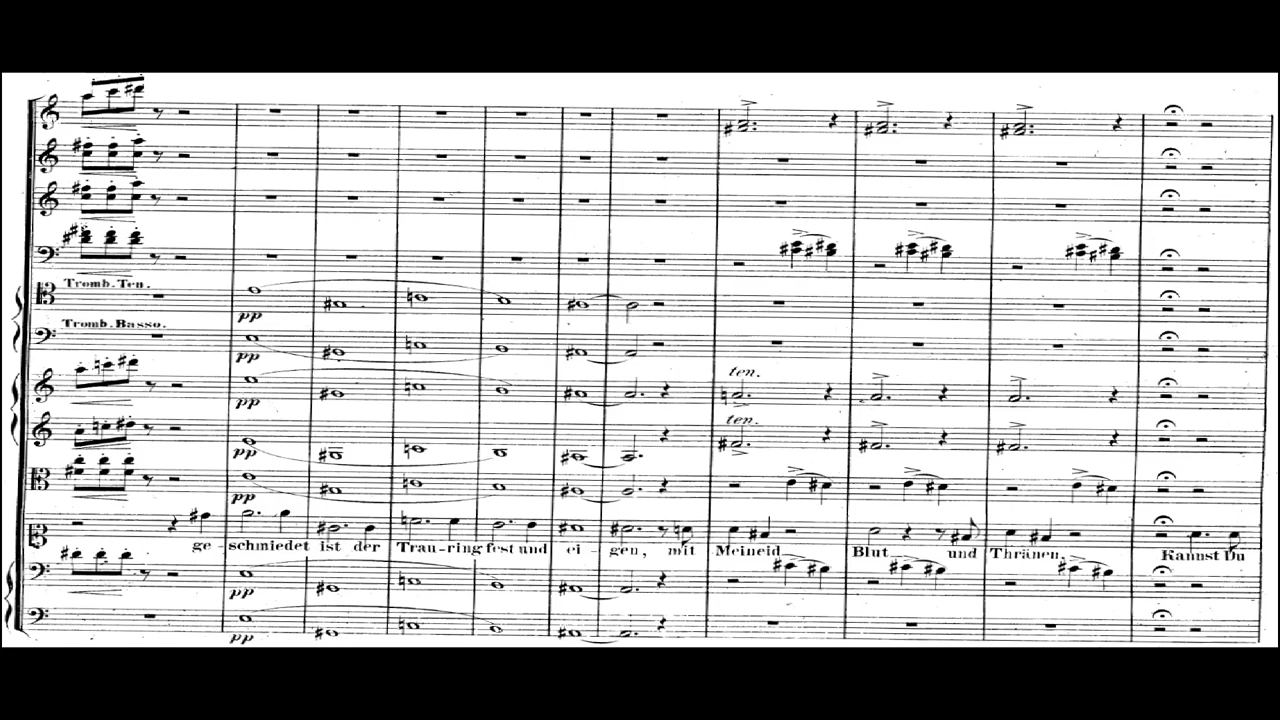 Tromb. Ten.
pp
Tromb. Basso.
pp
ten.
pp
ten.
pp
pp
ge-schmiedet ist der Trau-ring fest und ei-gen, mit Meineid Blut und Thränen. Kannst Du
pp
pp